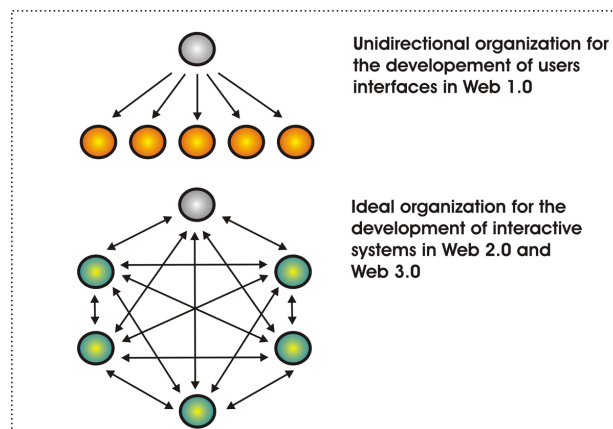 Unidirectional organization for
the developement of users
interfaces in Web 1.0
Ideal organization for the
development of interactive
systems in Web 2.0 and
Web 3.0